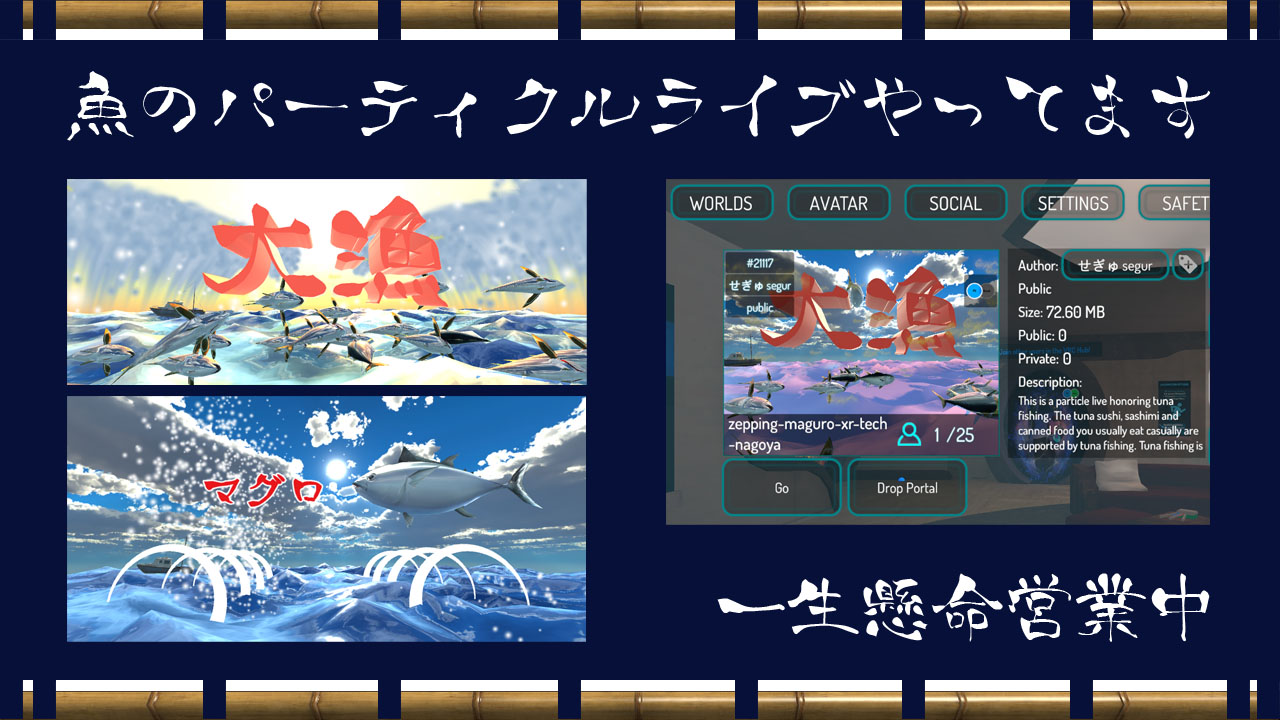 魚のパーティクルライブやってます
大漁
マグロ
WORLDS
AVATAR
SOCIAL
SETTINGS
SAFET
#21117
せぎゅ segur
public
大漁
zepping-maguro-xr-tech
-nagoya
1 /25
Go
Drop Portal
Author: せぎゅ segur
Public
Size: 72.60 MB
Public: 0
Private: 0
Description:
This is a particle live honoring tuna
fishing. The tuna sushi, sashimi and
canned food you usually eat casually are
supported by tuna fishing. Tuna fishing is
一生懸命営業中